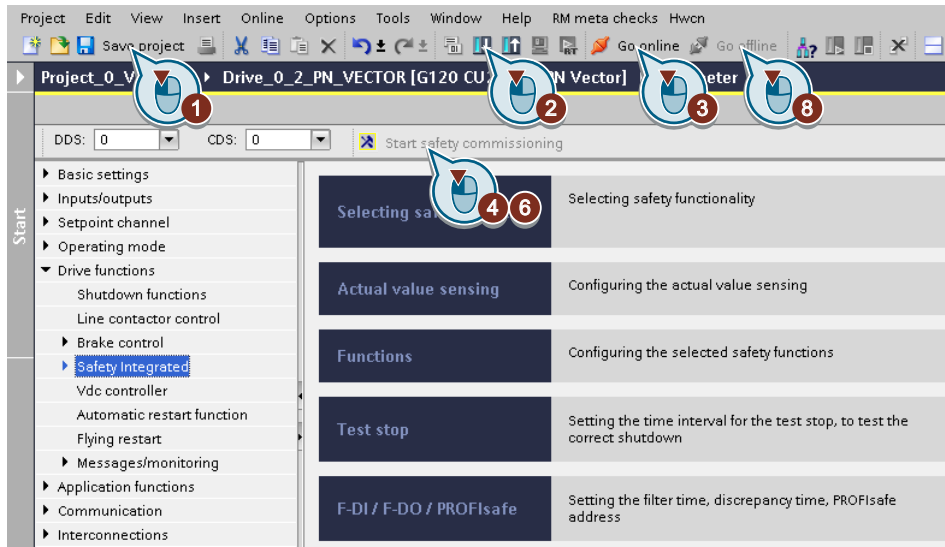 Project Edit View Insert Online Options Tools Window Help RM meta checks Hwcn
Save project Go online Go offline
Project_0_V Drive_0_2_PN_VECTOR [G120 CU PN Vector] eter
1 2 3 8
DDS: 0 CDS: 0 Start safety commissioning
4 6
Start
Basic settings
Inputs/outputs
Setpoint channel
Operating mode
Drive functions
Shutdown functions
Line contactor control
Brake control
Safety Integrated
Vdc controller
Automatic restart function
Flying restart
Messages/monitoring
Application functions
Communication
Interconnections
Selecting sa
Selecting safety functionality
Actual value sensing
Configuring the actual value sensing
Functions
Configuring the selected safety functions
Test stop
Setting the time interval for the test stop, to test the
correct shutdown
F-DI / F-DO / PROFIsafe
Setting the filter time, discrepancy time, PROFIsafe
address